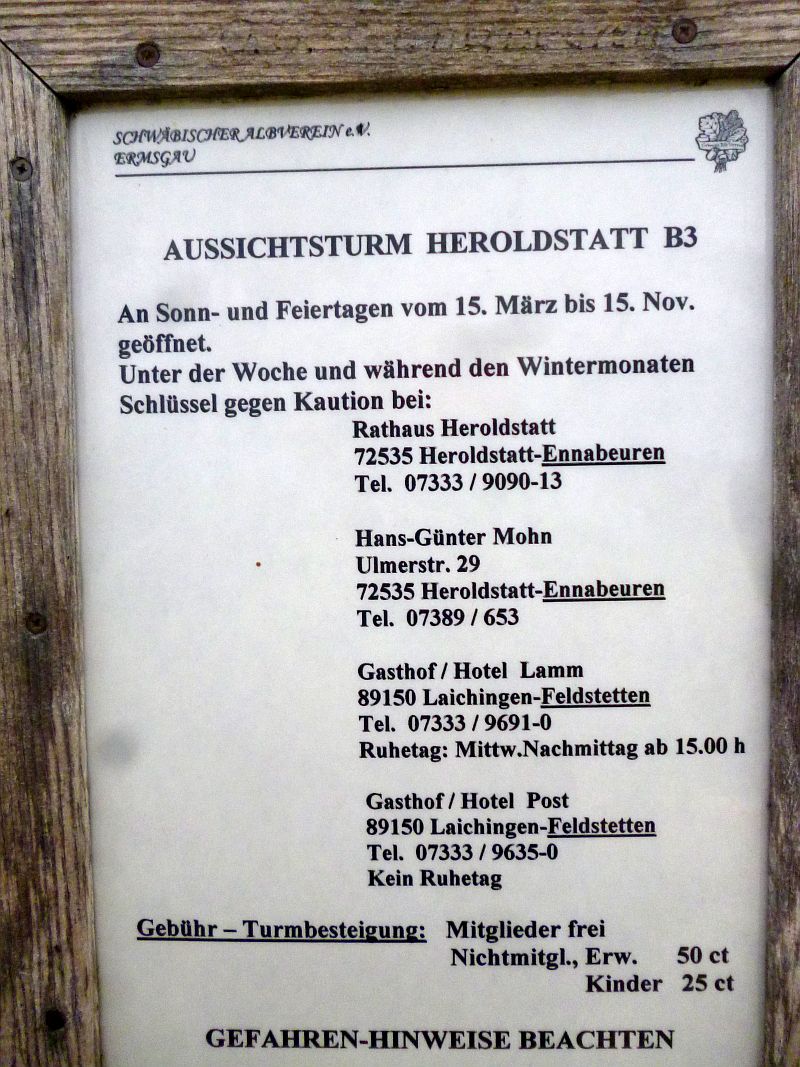 SCHWÄBISCHER ALBVEREIN e.V.
ERMSGAU
AUSSICHTSTURM HEROLDSTATT B3
An Sonn- und Feiertagen vom 15. März bis 15. Nov.
geöffnet.
Unter der Woche und während den Wintermonaten
Schlüssel gegen Kaution bei:
Rathaus Heroldstatt
72535 Heroldstatt-Ennabeuren
Tel. 07333 / 9090-13
Hans-Günter Mohn
Ulmerstr. 29
72535 Heroldstatt-Ennabeuren
Tel. 07389 / 653
Gasthof / Hotel Lamm
89150 Laichingen-Feldstetten
Tel. 07333 / 9691-0
Ruhetag: Mittw.Nachmittag ab 15.00 h
Gasthof / Hotel Post
89150 Laichingen-Feldstetten
Tel. 07333 / 9635-0
Kein Ruhetag
Gebühr – Turmbesteigung: Mitglieder frei
Nichtmitgl., Erw. 50 ct
Kinder 25 ct
GEFAHREN-HINWEISE BEACHTEN